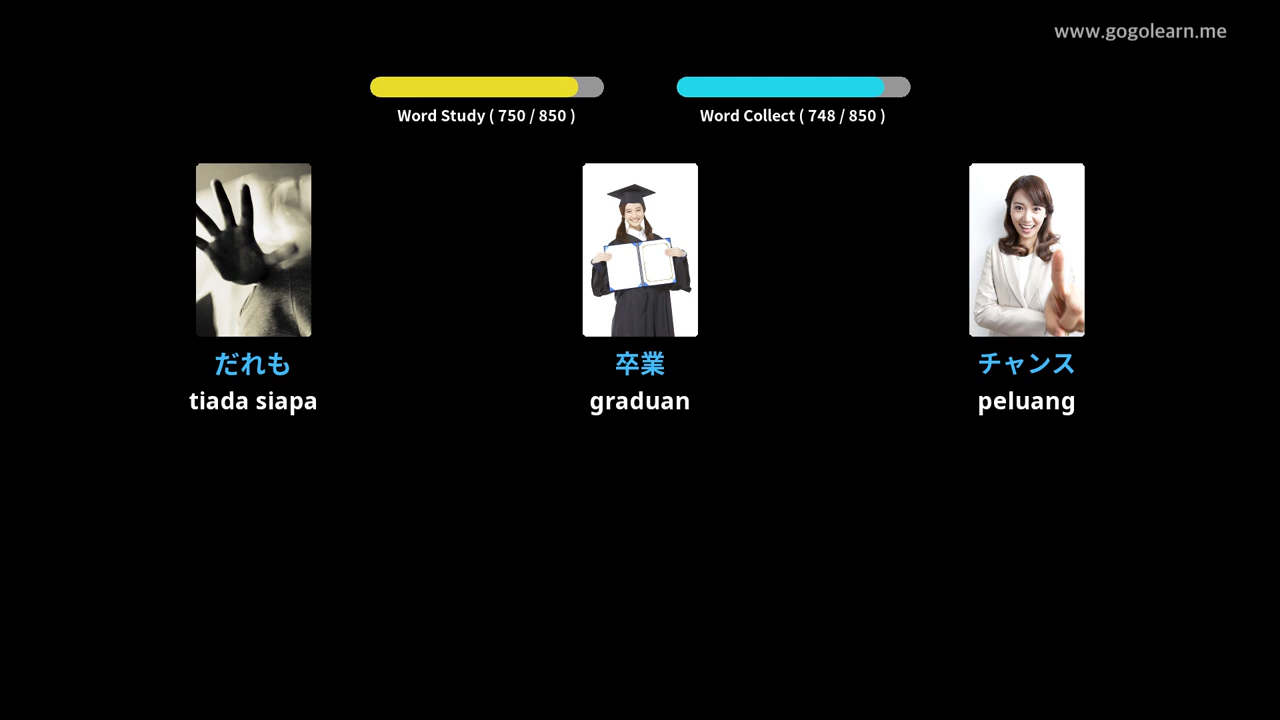 www.gogolearn.me
Word Study ( 750 / 850 )
Word Collect ( 748 / 850 )
だれも
卒業
チャンス
tiada siapa
graduan
peluang